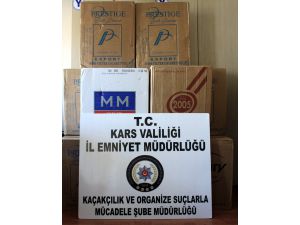 PRESTIGE
PRESTIGE
EXPORT
EXPORT
MM
2005
T.C.
KARS VALİLİĞİ
İL EMNİYET MÜDÜRLÜĞÜ
KAÇAKÇILIK VE ORGANİZE SUÇLARLA
MÜCADELE ŞUBE MÜDÜRLÜĞÜ